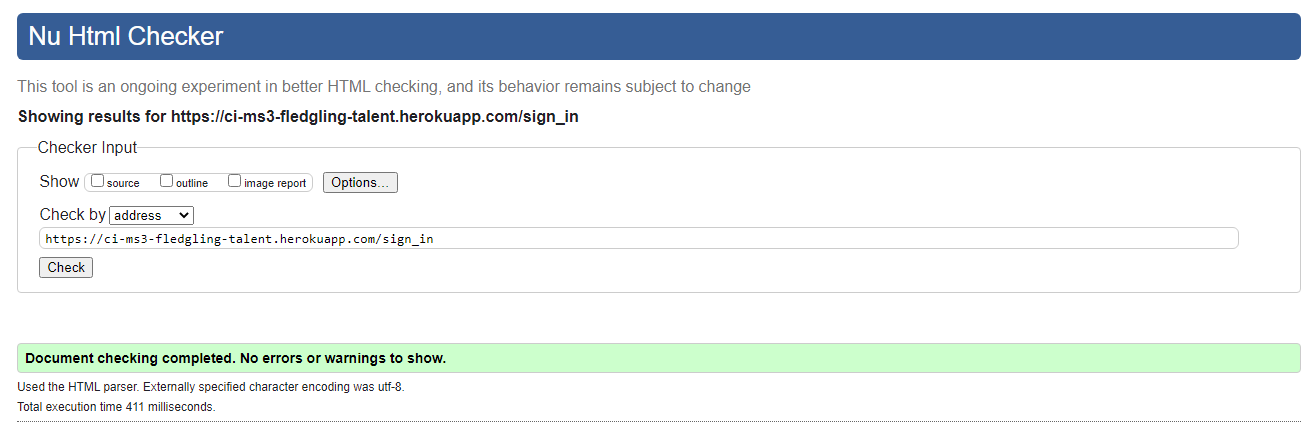 Nu Html Checker
This tool is an ongoing experiment in better HTML checking, and its behavior remains subject to change
Showing results for https://ci-ms3-fledgling-talent.herokuapp.com/sign_in
Checker Input
Show source outline image report Options...
Check by address
https://ci-ms3-fledgling-talent.herokuapp.com/sign_in
Check
Document checking completed. No errors or warnings to show.
Used the HTML parser. Externally specified character encoding was utf-8.
Total execution time 411 milliseconds.